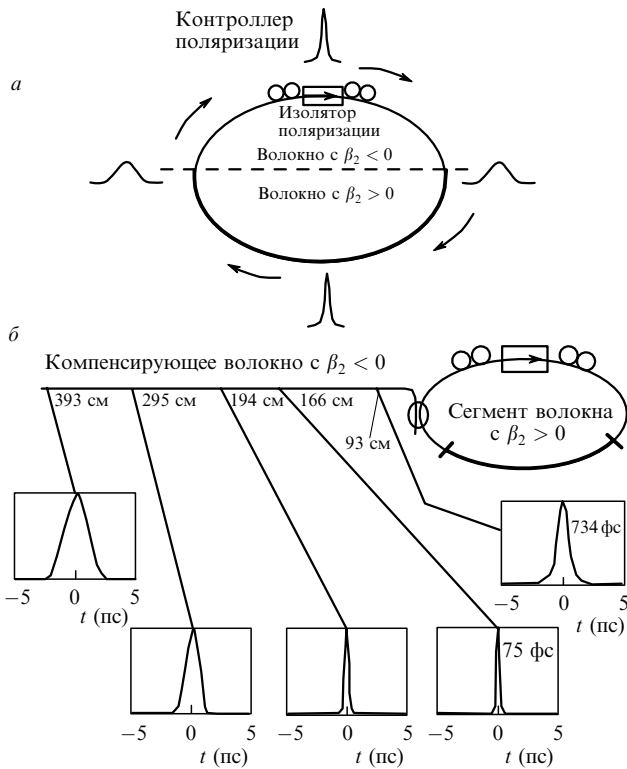 Контроллер
поляризации
а
Изолятор
поляризации
Волокно с β₂ < 0
Волокно с β₂ > 0
б
Компенсирующее волокно с β₂ < 0
393 см
295 см
194 см
166 см
93 см
Сегмент волокна
с β₂ > 0
734 фс
−5 0 5
t (пс)
−5 0 5
t (пс)
75 фс
−5 0 5
t (пс)
−5 0 5
t (пс)
−5 0 5
t (пс)